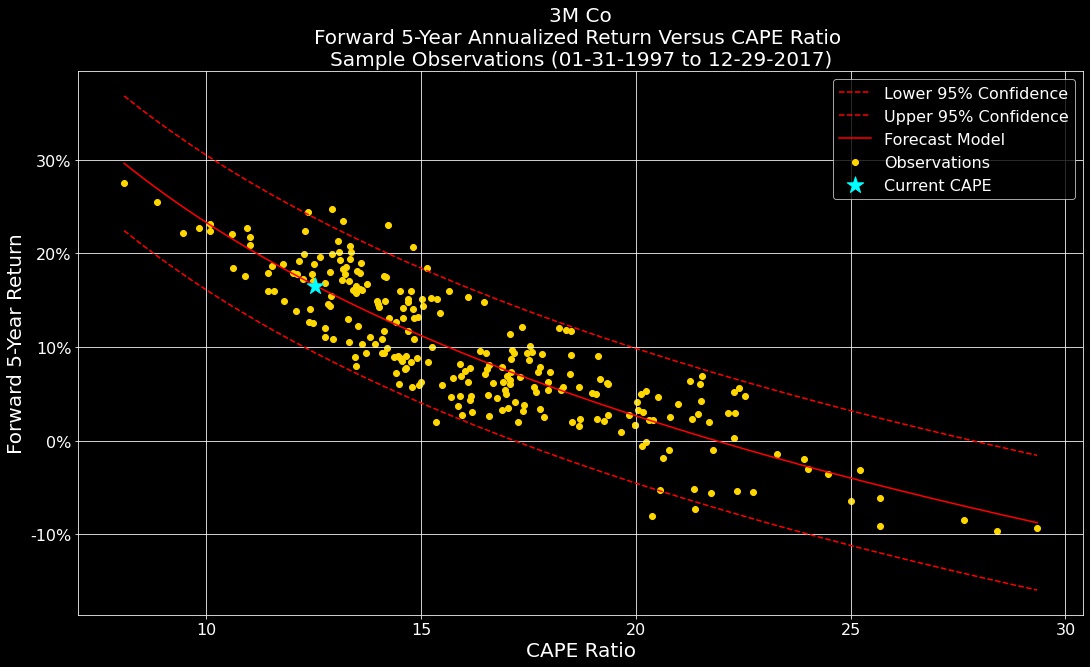 3M Co
Forward 5-Year Annualized Return Versus CAPE Ratio
Sample Observations (01-31-1997 to 12-29-2017)
Lower 95% Confidence
Upper 95% Confidence
Forecast Model
Observations
Current CAPE
Forward 5-Year Return
30%
20%
10%
0%
-10%
10 15 20 25 30
CAPE Ratio